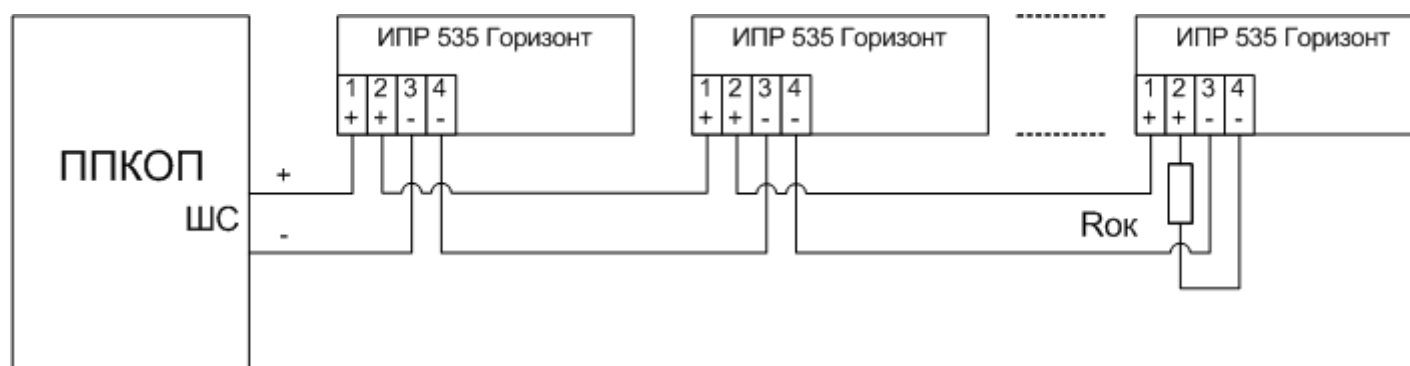 ИПР 535 Горизонт
ИПР 535 Горизонт
ИПР 535 Горизонт
1 2 3 4
+ + - -
1 2 3 4
+ + - -
1 2 3 4
+ + - -
ППКОП
ШС
+
-
Rок